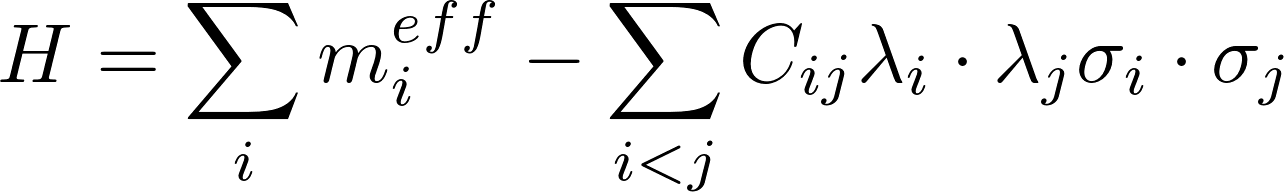 H = \sum_{i} m_i^{eff} - \sum_{i<j} C_{ij} \lambda_i \cdot \lambda_j \sigma_i \cdot \sigma_j